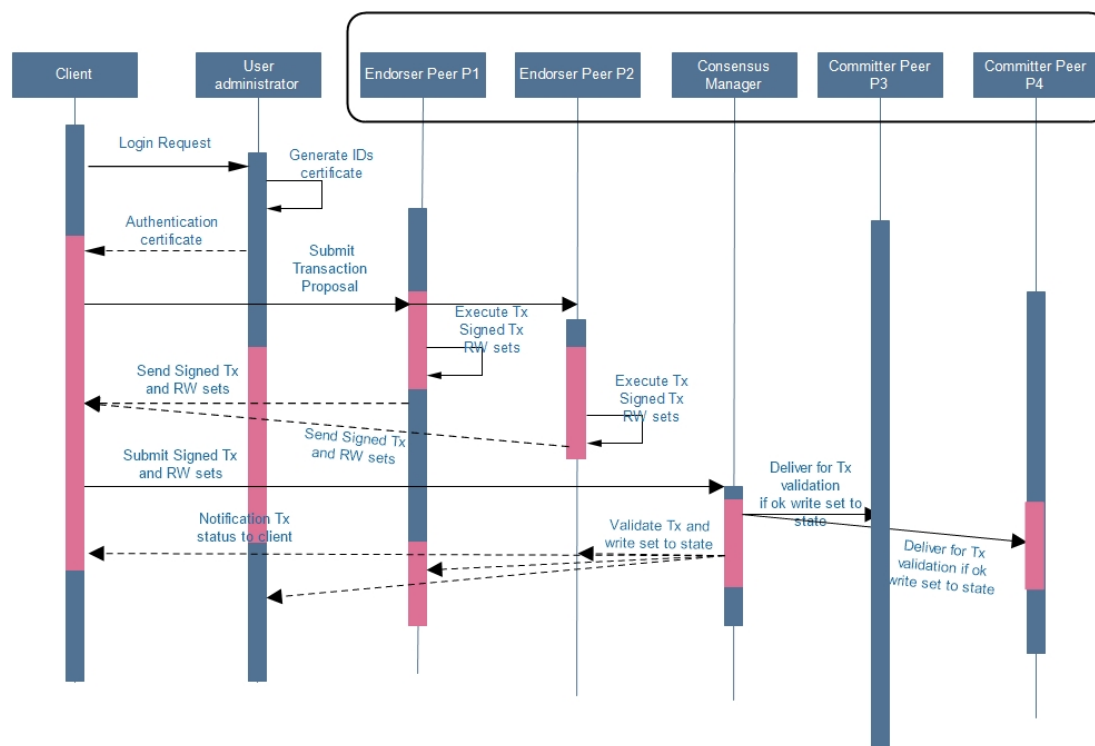 Client
User
administrator
Endorser Peer P1
Endorser Peer P2
Consensus
Manager
Committer Peer
P3
Committer Peer
P4
Login Request
Generate IDs
certificate
Authentication
certificate
Submit
Transaction
Proposal
Execute Tx
Signed Tx
RW sets
Send Signed Tx
and RW sets
Execute Tx
Signed Tx
RW sets
Send Signed Tx
and RW sets
Submit Signed Tx
and RW sets
Deliver for Tx
validation
if ok write set to
state
Notification Tx
status to client
Validate Tx and
write set to state
Deliver for Tx
validation if ok
write set to state